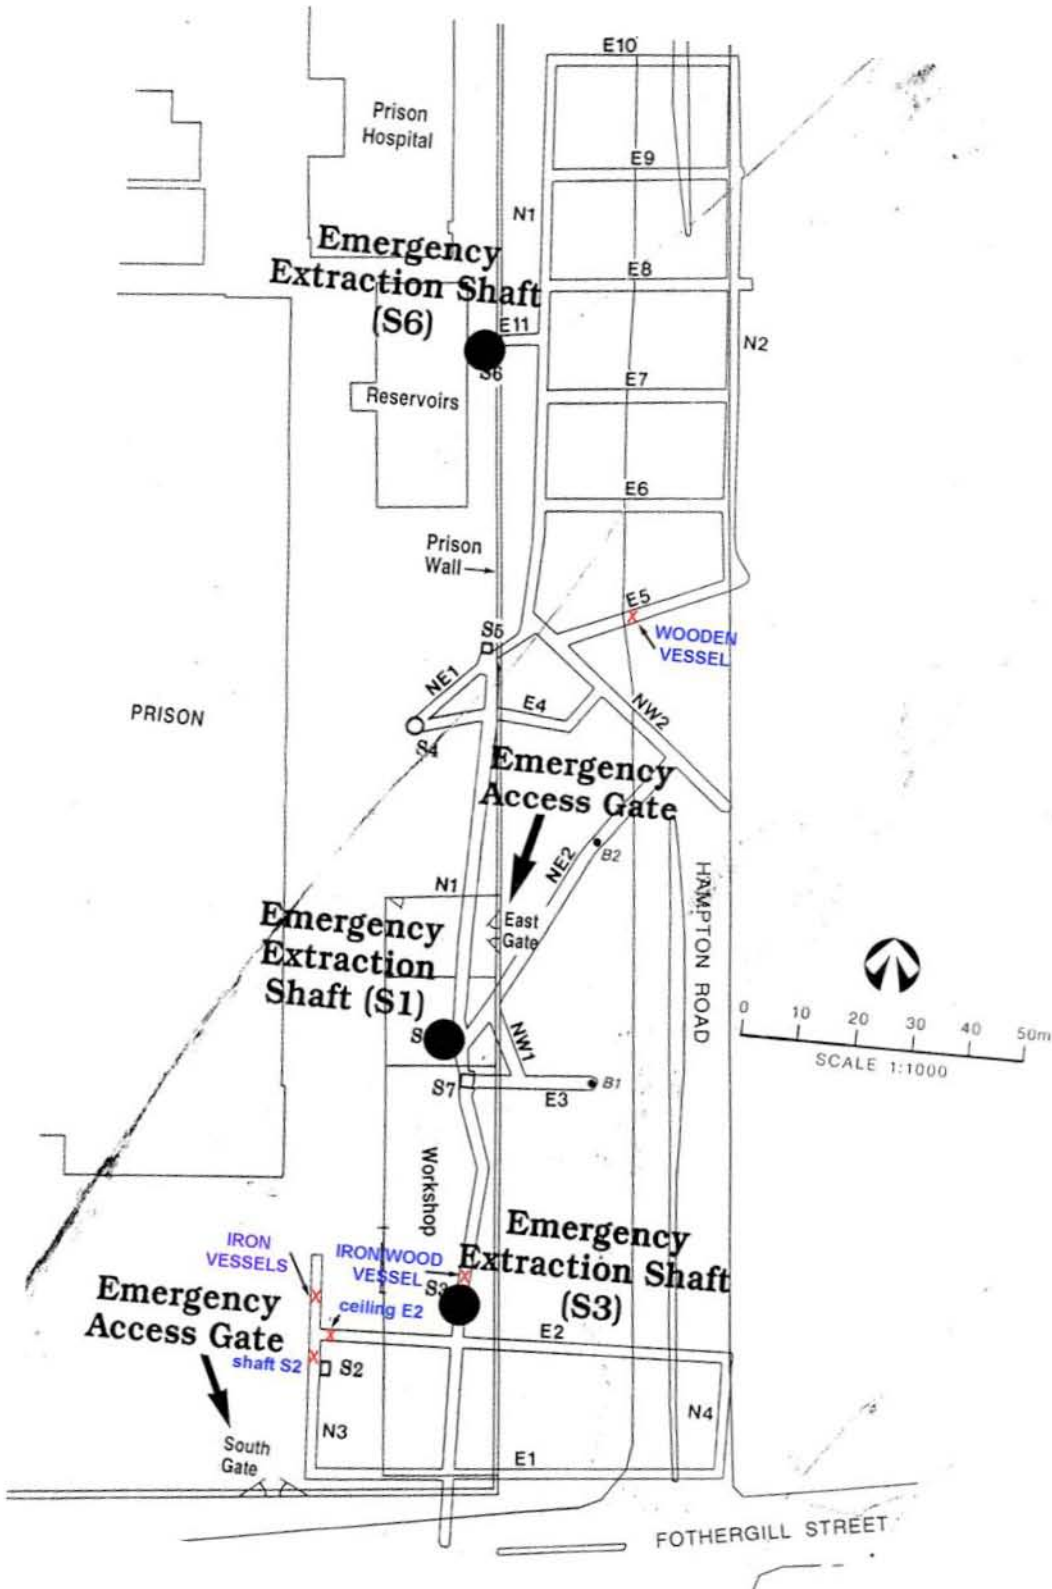 E10
Prison
Hospital
E9
N1
Emergency
Extraction Shaft
(S6)
E8
E11
N2
S6
E7
Reservoirs
E6
Prison
Wall
E5
WOODEN
VESSEL
S5
NE1
E4
NW2
PRISON
S4
Emergency
Access Gate
B2
NE2
HAMPTON ROAD
N1
East
Gate
Emergency
Extraction
Shaft (S1)
0 10 20 30 40 50m
SCALE 1:1000
S
NW1
S7
B1
E3
Workshop
Emergency
Extraction Shaft
(S3)
IRON
VESSELS
IRON/WOOD
VESSEL
S3
Emergency
Access Gate
ceiling E2
E2
shaft S2
S2
N4
N3
South
Gate
E1
FOTHERGILL STREET